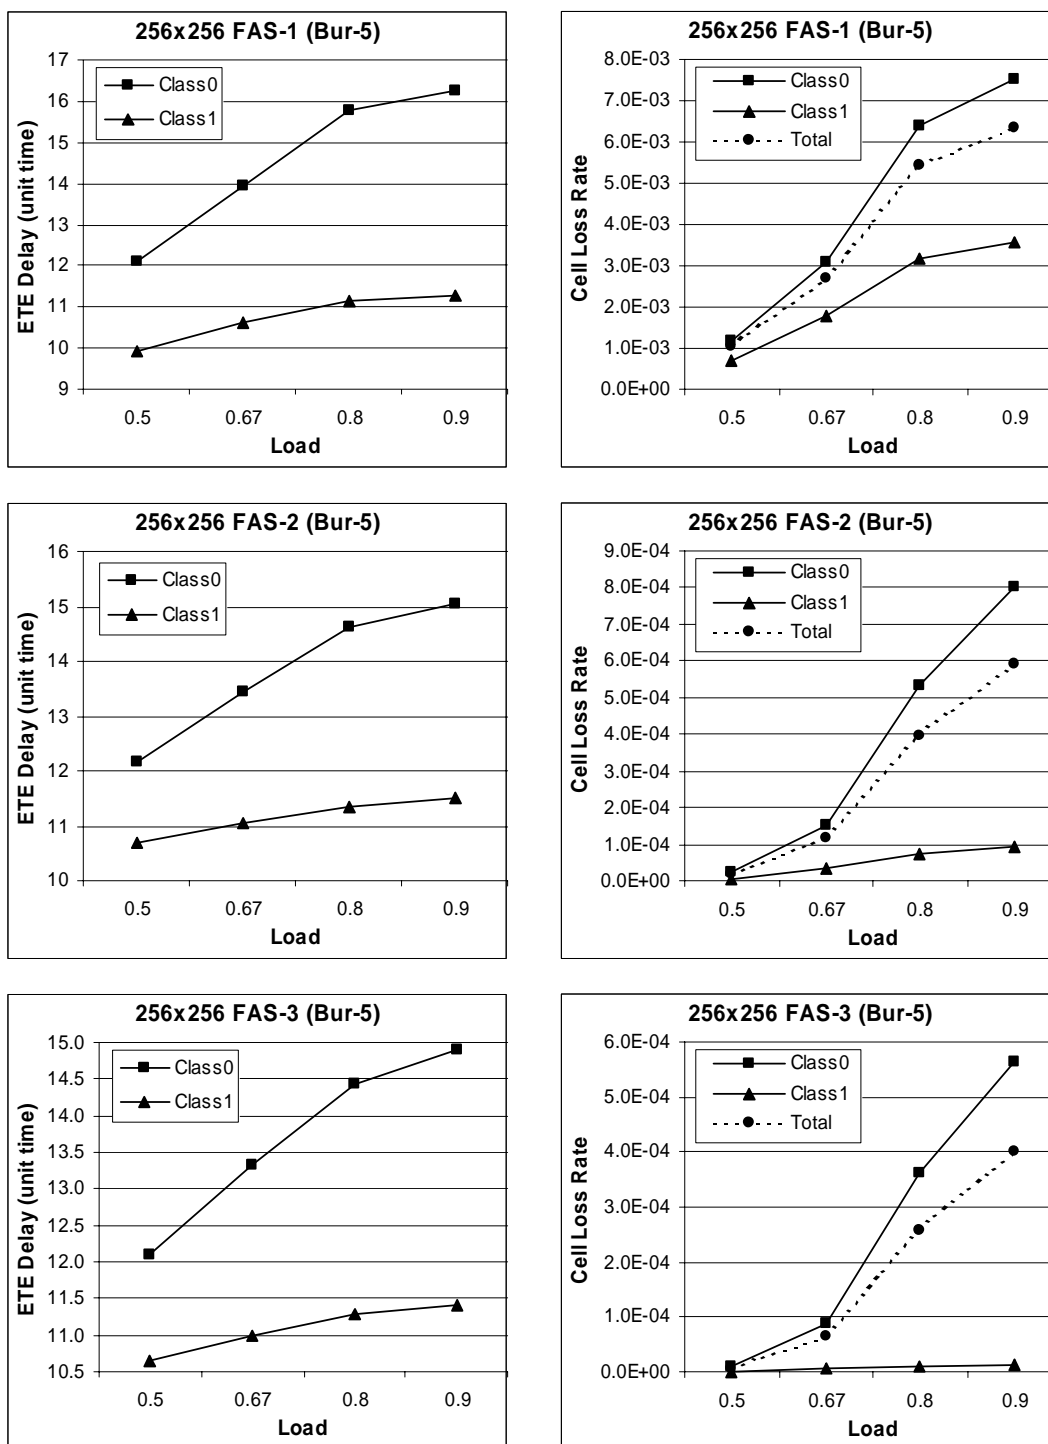 256x256 FAS-1 (Bur-5)
17
16
15
14
13
12
11
10
9
ETE Delay (unit time)
Class0
Class1
0.5 0.67 0.8 0.9
Load
256x256 FAS-1 (Bur-5)
8.0E-03
7.0E-03
6.0E-03
5.0E-03
4.0E-03
3.0E-03
2.0E-03
1.0E-03
0.0E+00
Cell Loss Rate
Class0
Class1
Total
0.5 0.67 0.8 0.9
Load
256x256 FAS-2 (Bur-5)
16
15
14
13
12
11
10
ETE Delay (unit time)
Class0
Class1
0.5 0.67 0.8 0.9
Load
256x256 FAS-2 (Bur-5)
9.0E-04
8.0E-04
7.0E-04
6.0E-04
5.0E-04
4.0E-04
3.0E-04
2.0E-04
1.0E-04
0.0E+00
Cell Loss Rate
Class0
Class1
Total
0.5 0.67 0.8 0.9
Load
256x256 FAS-3 (Bur-5)
15.0
14.5
14.0
13.5
13.0
12.5
12.0
11.5
11.0
10.5
ETE Delay (unit time)
Class0
Class1
0.5 0.67 0.8 0.9
Load
256x256 FAS-3 (Bur-5)
6.0E-04
5.0E-04
4.0E-04
3.0E-04
2.0E-04
1.0E-04
0.0E+00
Cell Loss Rate
Class0
Class1
Total
0.5 0.67 0.8 0.9
Load